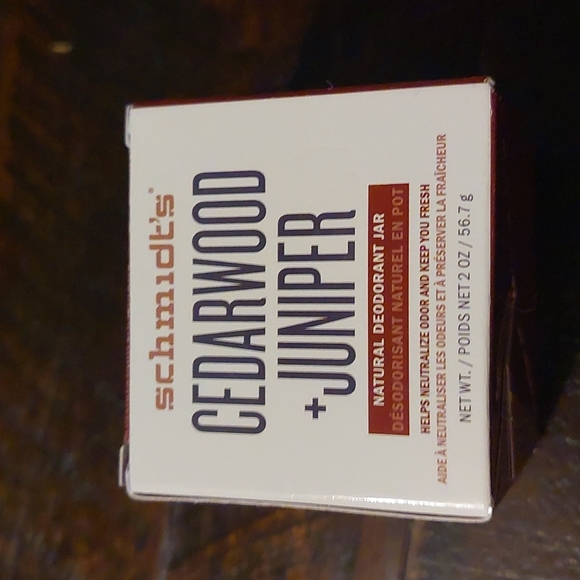 schmidt's®
CEDARWOOD
+JUNIPER
NATURAL DEODORANT JAR
DÉSODORISANT NATUREL EN POT
HELPS NEUTRALIZE ODOR AND KEEP YOU FRESH
AIDE À NEUTRALISER LES ODEURS ET À PRÉSERVER LA FRAÎCHEUR
NET WT. / POIDS NET 2 OZ / 56.7 g